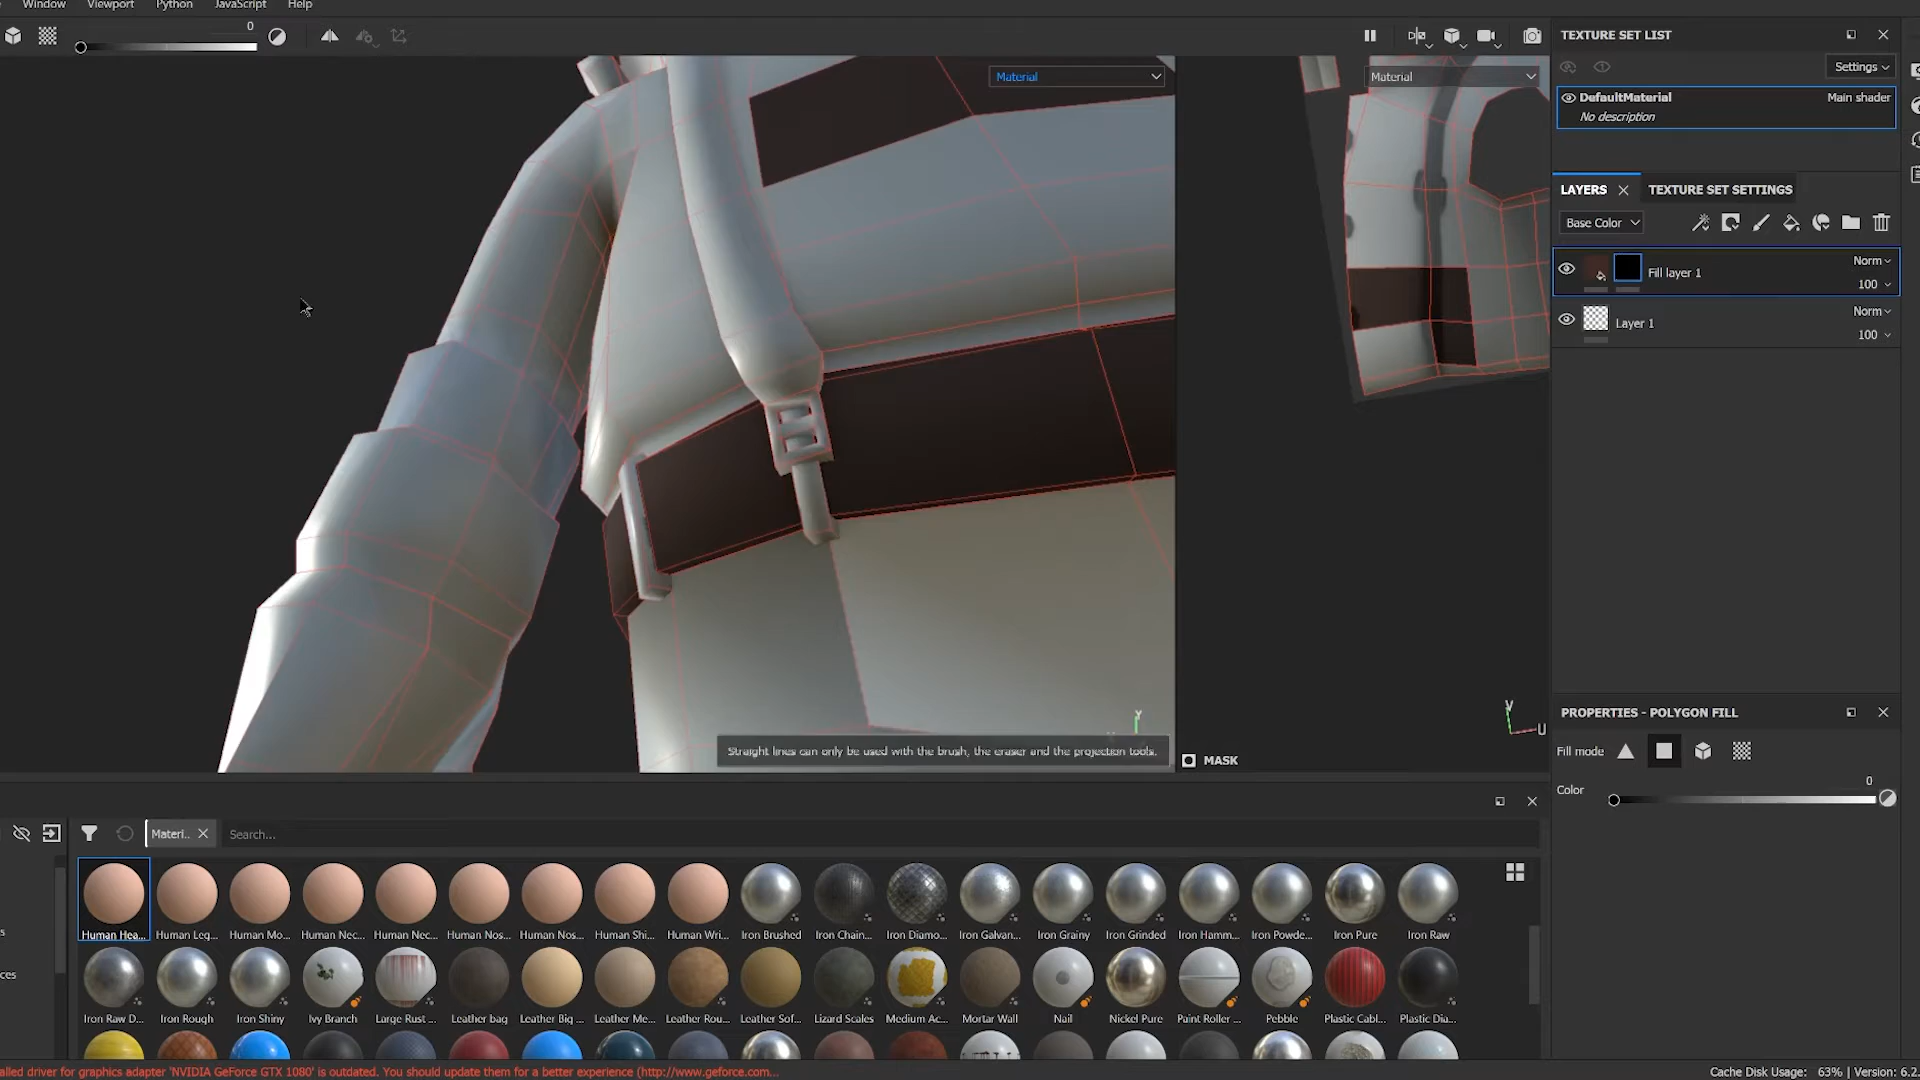 Window Viewport Python JavaScript Help
0
Material
Material
TEXTURE SET LIST
Settings
DefaultMaterial Main shader
No description
LAYERS TEXTURE SET SETTINGS
Base Color
Fill layer 1 Norm
100
Layer 1 Norm
100
Y
V
U
Straight lines can only be used with the brush, the eraser and the projection tools.
MASK
PROPERTIES - POLYGON FILL
Fill mode
Color 0
Materi.. Search...
Human Hea... Human Leg... Human Mo... Human Nec... Human Nec... Human Nos... Human Nos... Human Shi... Human Wri... Iron Brushed Iron Chain... Iron Diamo... Iron Galvan... Iron Grainy Iron Grinded Iron Hamm... Iron Powde... Iron Pure Iron Raw
Iron Raw D... Iron Rough Iron Shiny Ivy Branch Large Rust ... Leather bag Leather Big ... Leather Me... Leather Rou... Leather Sof... Lizard Scales Medium Ac... Mortar Wall Nail Nickel Pure Paint Roller ... Pebble Plastic Cabl... Plastic Dia...
alled driver for graphics adapter 'NVIDIA GeForce GTX 1080' is outdated. You should update them for a better experience (http://www.geforce.com...
Cache Disk Usage: 63% | Version: 6.2.